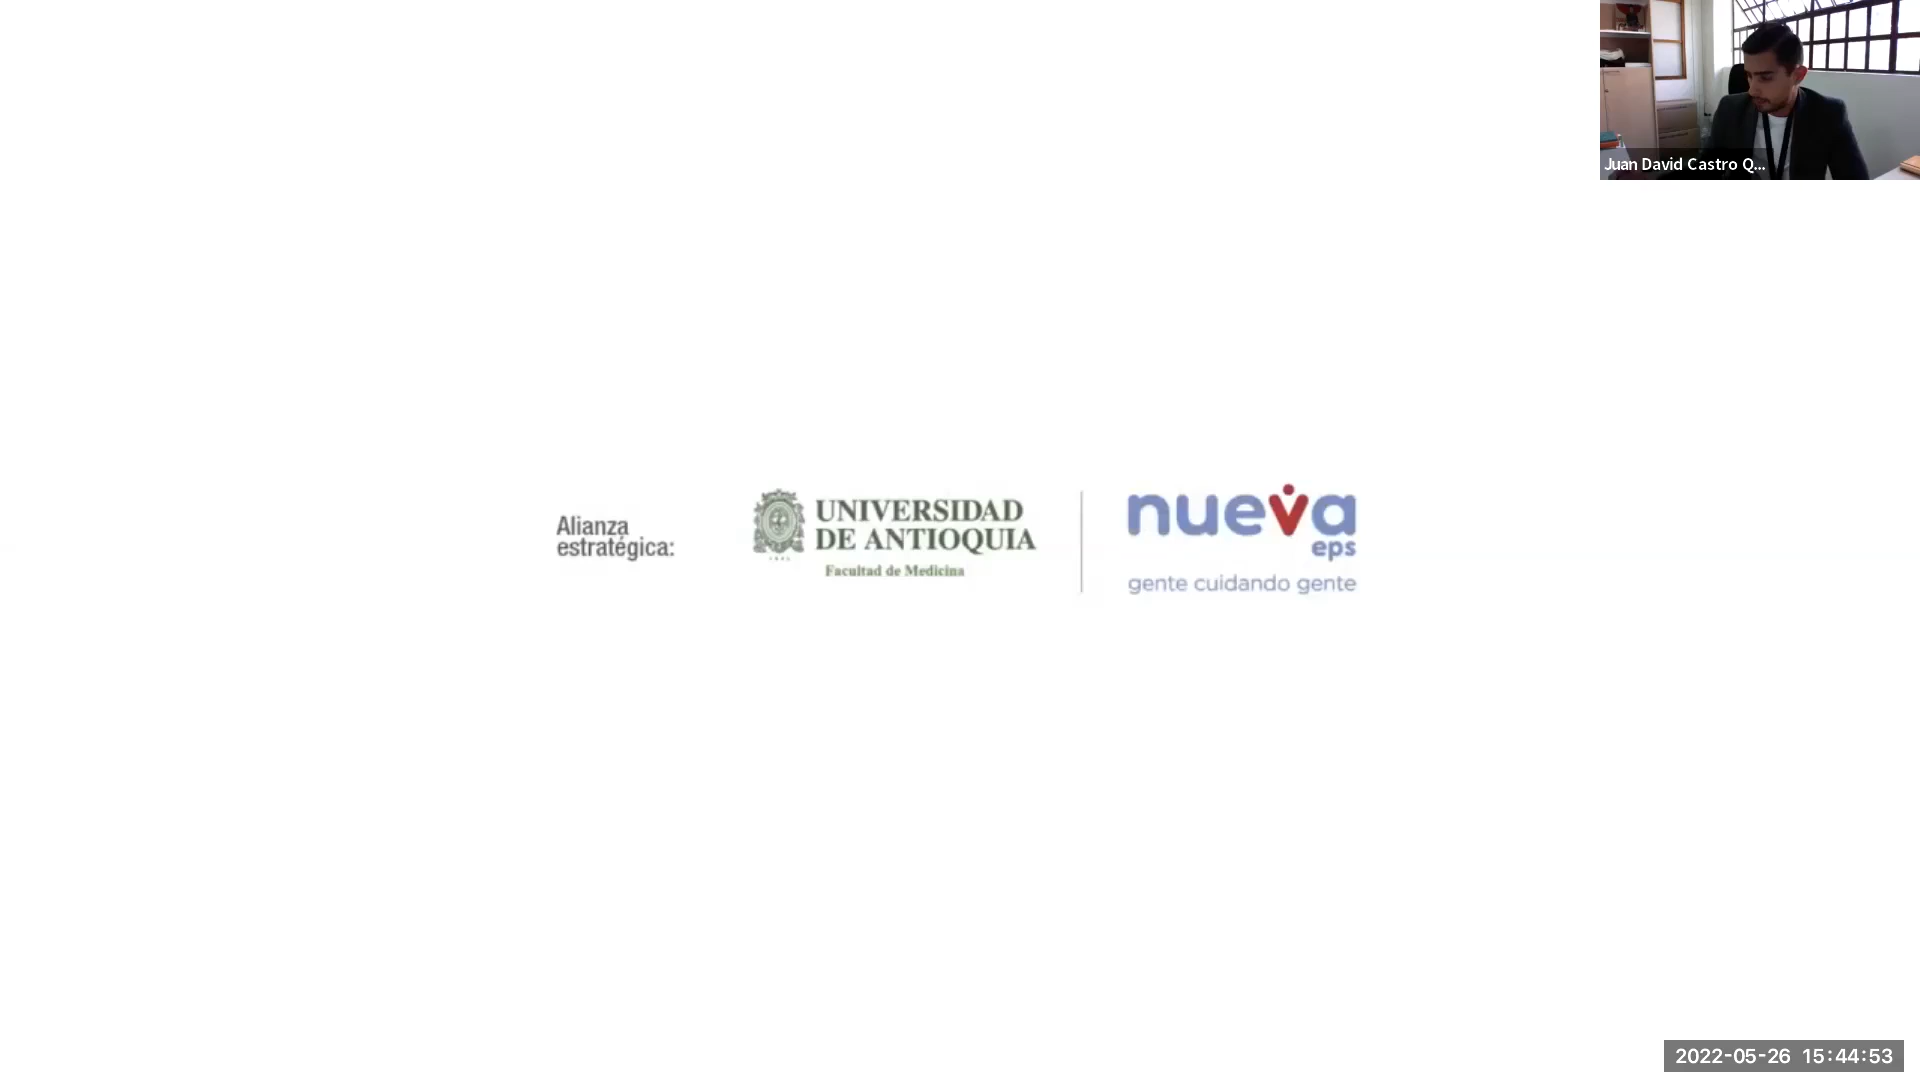 Juan David Castro Q...
Alianza
estratégica:
UNIVERSIDAD
DE ANTIOQUIA
Facultad de Medicina
nueva
eps
gente cuidando gente
2022-05-26 15:44:53